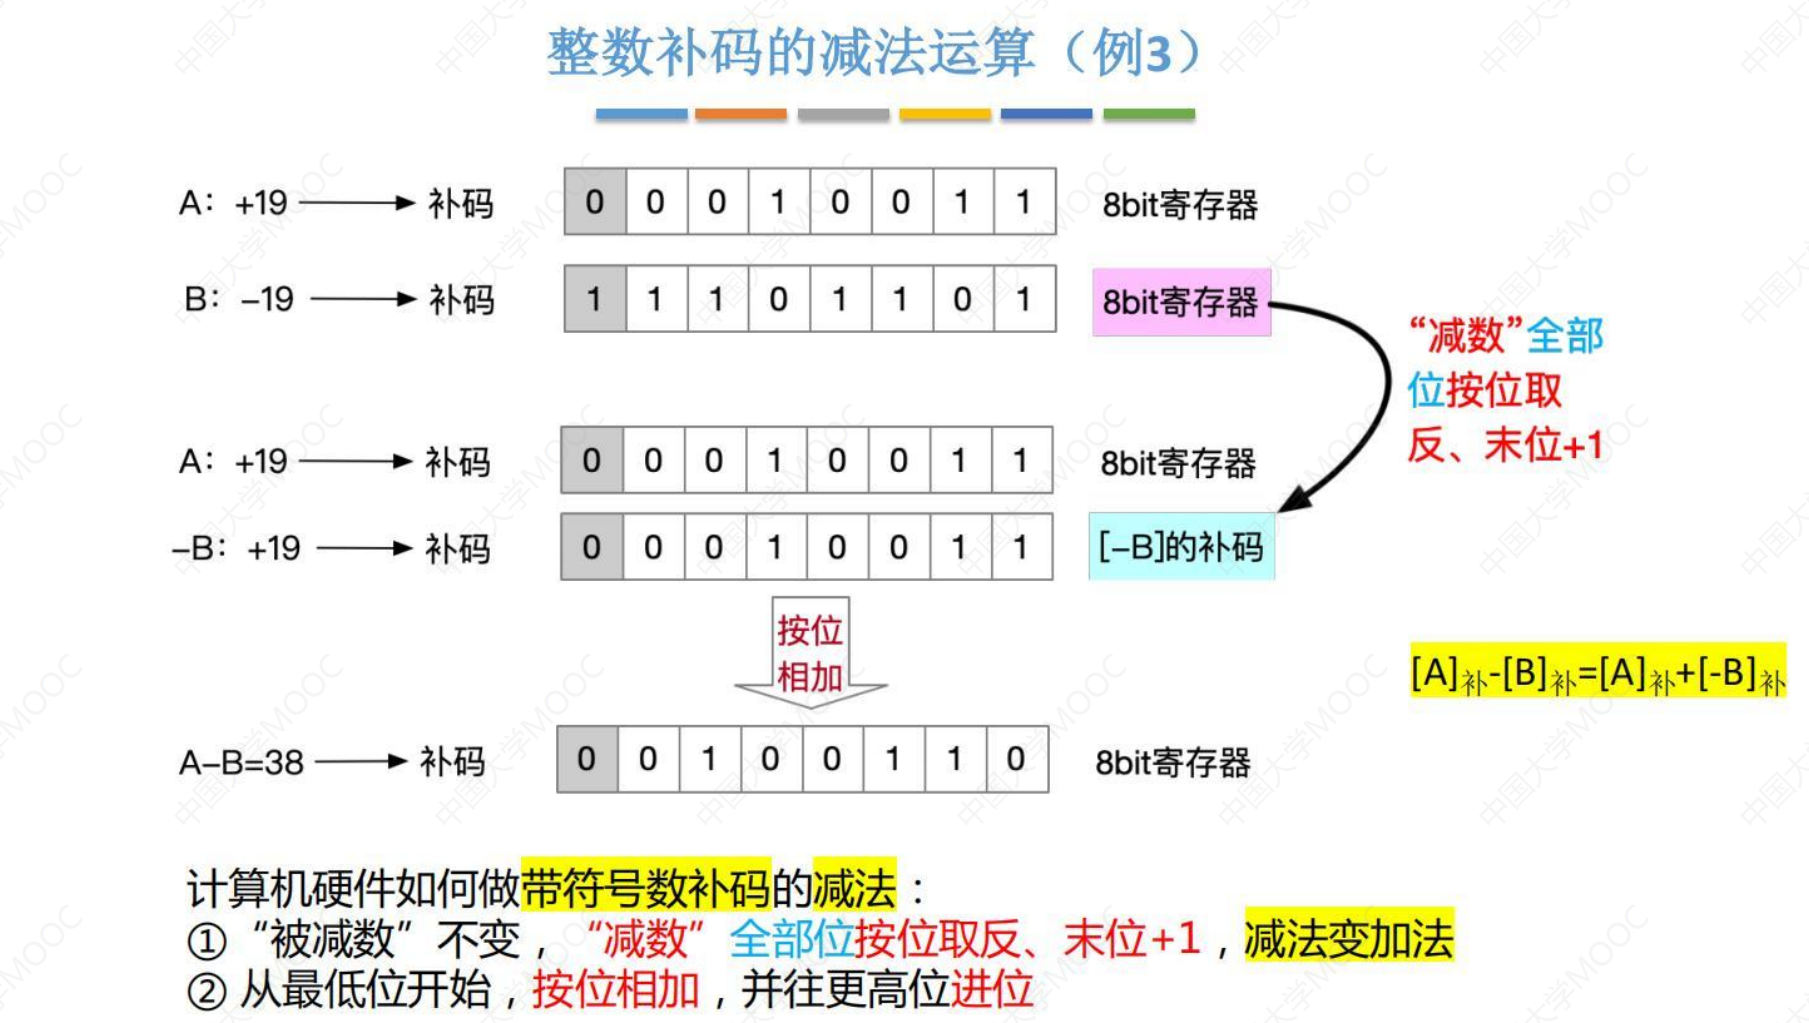 整数补码的减法运算（例3）
A：+19 补码 0 0 0 1 0 0 1 1 8bit寄存器
B：–19 补码 1 1 1 0 1 1 0 1 8bit寄存器
“减数”全部
位按位取
反、末位+1
A：+19 补码 0 0 0 1 0 0 1 1 8bit寄存器
–B：+19 补码 0 0 0 1 0 0 1 1 [–B]的补码
按位
相加
[A]补-[B]补=[A]补+[-B]补
A–B=38 补码 0 0 1 0 0 1 1 0 8bit寄存器
计算机硬件如何做带符号数补码的减法：
①“被减数”不变，“减数”全部位按位取反、末位+1，减法变加法
② 从最低位开始，按位相加，并往更高位进位
中国大学MOOC